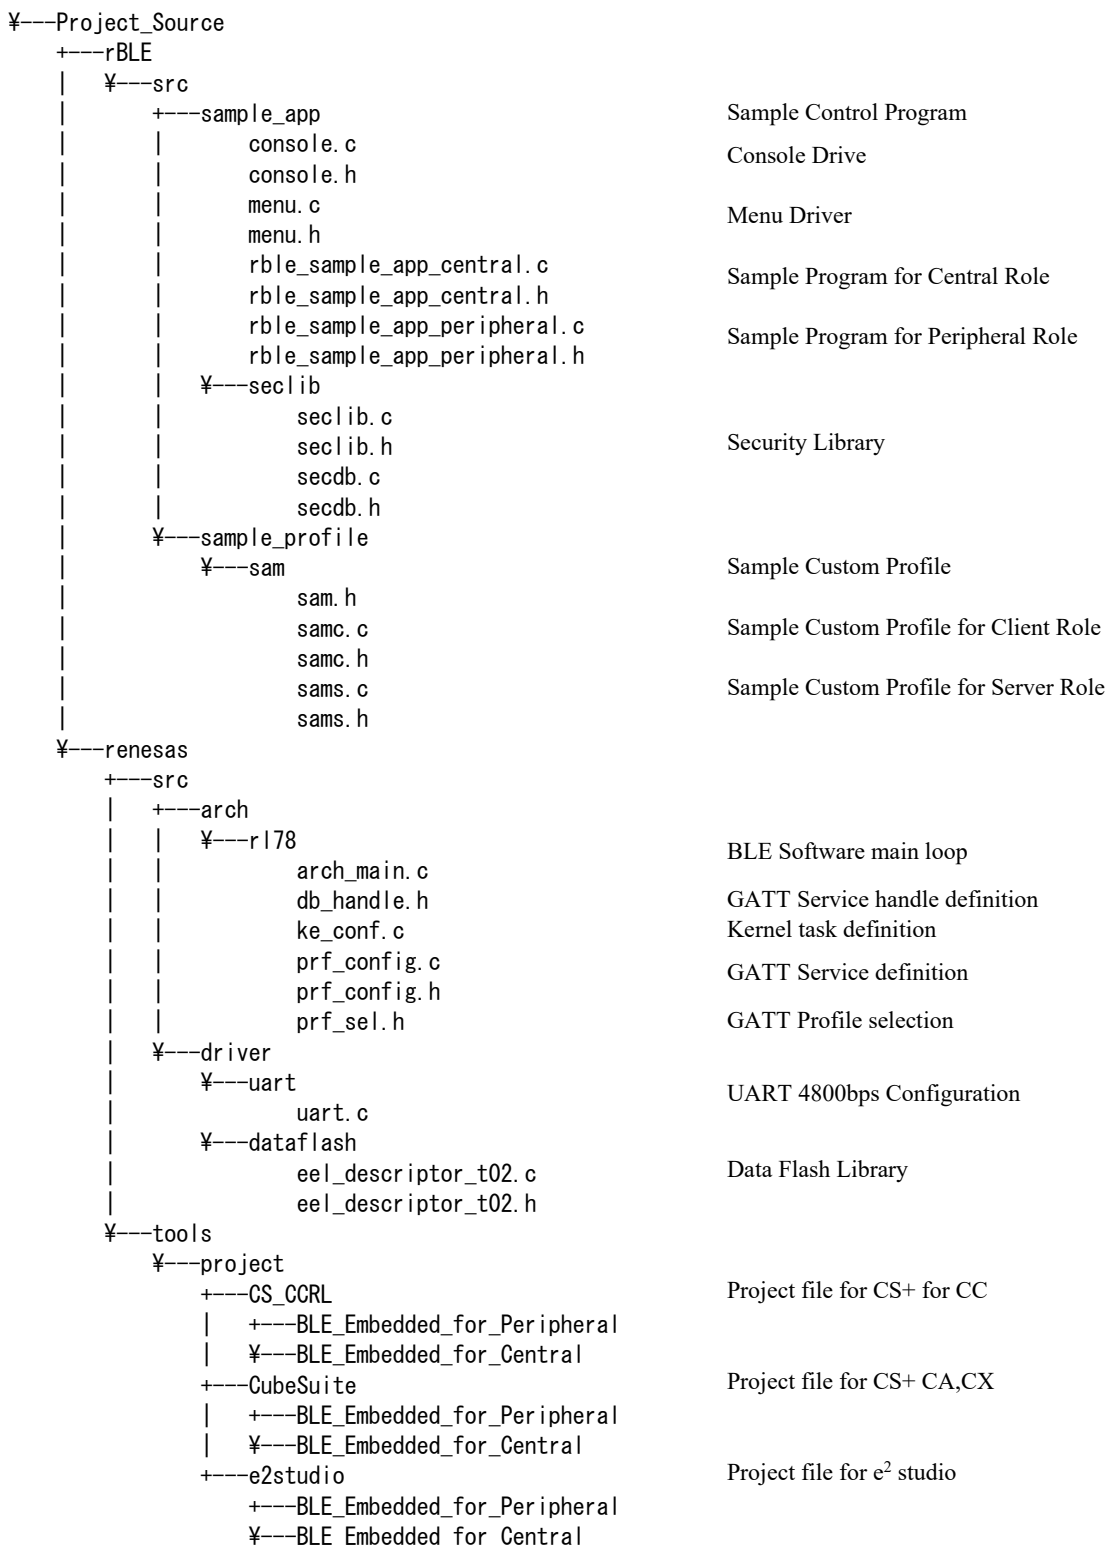 ¥---Project_Source
    +---rBLE
    |   ¥---src
    |       +---sample_app    Sample Control Program
    |       |       console.c    Console Drive
    |       |       console.h
    |       |       menu.c    Menu Driver
    |       |       menu.h
    |       |       rble_sample_app_central.c    Sample Program for Central Role
    |       |       rble_sample_app_central.h
    |       |       rble_sample_app_peripheral.c    Sample Program for Peripheral Role
    |       |       rble_sample_app_peripheral.h
    |       |   ¥---seclib
    |       |           seclib.c
    |       |           seclib.h    Security Library
    |       |           secdb.c
    |       |           secdb.h
    |       ¥---sample_profile
    |           ¥---sam    Sample Custom Profile
    |                   sam.h
    |                   samc.c    Sample Custom Profile for Client Role
    |                   samc.h
    |                   sams.c    Sample Custom Profile for Server Role
    |                   sams.h
    ¥---renesas
        +---src
        |   +---arch
        |   |   ¥---rl78    BLE Software main loop
        |   |           arch_main.c
        |   |           db_handle.h    GATT Service handle definition
        |   |           ke_conf.c    Kernel task definition
        |   |           prf_config.c    GATT Service definition
        |   |           prf_config.h
        |   |           prf_sel.h    GATT Profile selection
        |   ¥---driver
        |       ¥---uart    UART 4800bps Configuration
        |               uart.c
        |       ¥---dataflash
        |               eel_descriptor_t02.c    Data Flash Library
        |               eel_descriptor_t02.h
        ¥---tools
            ¥---project
                +---CS_CCRL    Project file for CS+ for CC
                |   +---BLE_Embedded_for_Peripheral
                |   ¥---BLE_Embedded_for_Central
                +---CubeSuite    Project file for CS+ CA,CX
                |   +---BLE_Embedded_for_Peripheral
                |   ¥---BLE_Embedded_for_Central
                +---e2studio    Project file for e² studio
                    +---BLE_Embedded_for_Peripheral
                    ¥---BLE_Embedded_for_Central